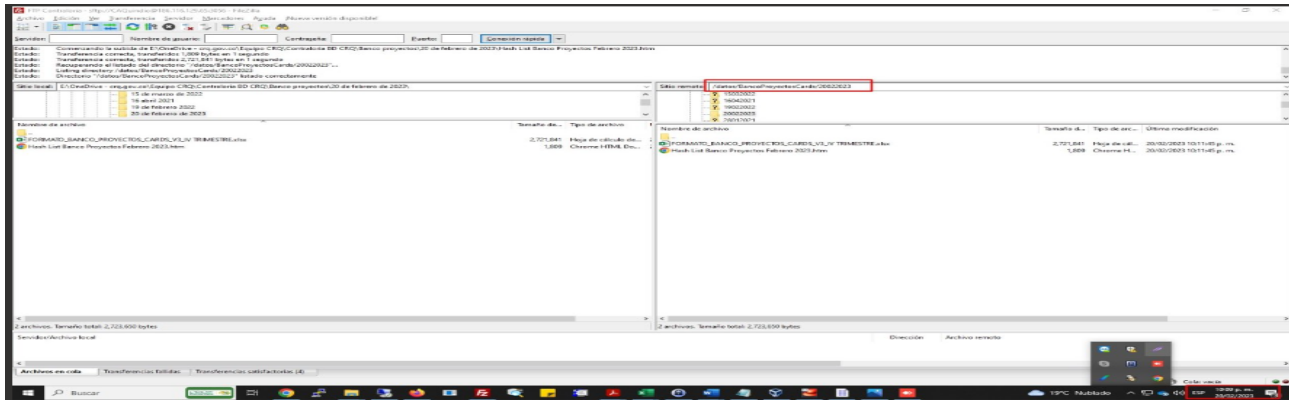 Archivo Edición Ver Transferencia Servidor Marcadores Ayuda ¡Nueva versión disponible!
Servidor: Nombre de usuario: Contraseña: Puerto: Conexión rápida
Estado: Comenzando la subida de E:\OneDrive - crq.gov.co\Equipo CRQ\Contraloria BD CRQ\Banco proyectos\20 de febrero de 2023\Hash List Banco Proyectos Febrero 2023.htm
Estado: Transferencia correcta, transferidos 1,809 bytes en 1 segundo
Estado: Transferencia correcta, transferidos 2,721,841 bytes en 1 segundo
Estado: Recuperando el listado del directorio "/datos/BancoProyectosCards/20022023"...
Estado: Listing directory /datos/BancoProyectosCards/20022023
Estado: Directorio "/datos/BancoProyectosCards/20022023" listado correctamente
Sitio local: E:\OneDrive - crq.gov.co\Equipo CRQ\Contraloria BD CRQ\Banco proyectos\20 de febrero de 2023\
15 de marzo de 2022
16 abril 2021
19 de febrero 2022
20 de febrero de 2023
Sitio remoto: /datos/BancoProyectosCards/20022023
15032022
16042021
19022022
20022023
Nombre de archivo Tamaño de... Tipo de archivo
..
FORMATO_BANCO_PROYECTOS_CARDS_V3_IV TRIMESTRE.xlsx 2,721,841 Hoja de cálculo de...
Hash List Banco Proyectos Febrero 2023.htm 1,809 Chrome HTML Do...
Nombre de archivo Tamaño d... Tipo de arc... Última modificación
..
FORMATO_BANCO_PROYECTOS_CARDS_V3_IV TRIMESTRE.xlsx 2,721,841 Hoja de cál... 20/02/2023 10:11:45 p. m.
Hash List Banco Proyectos Febrero 2023.htm 1,809 Chrome H... 20/02/2023 10:11:45 p. m.
2 archivos. Tamaño total: 2,723,650 bytes
2 archivos. Tamaño total: 2,723,650 bytes
Servidor/Archivo local Dirección Archivo remoto
Archivos en cola Transferencias fallidas Transferencias satisfactorias (4)
Cola: vacía
Buscar
19°C Nublado ESP
20/02/2023